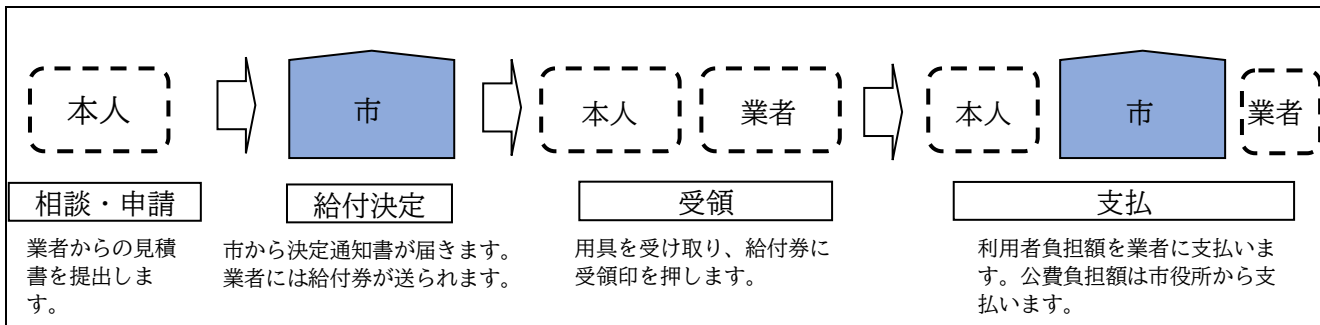 本人
市
本人
業者
本人
市
業者
相談・申請
給付決定
受領
支払
業者からの見積
書を提出しま
す。
市から決定通知書が届きます。
業者には給付券が送られます。
用具を受け取り、給付券に
受領印を押します。
利用者負担額を業者に支払いま
す。公費負担額は市役所から支
払います。